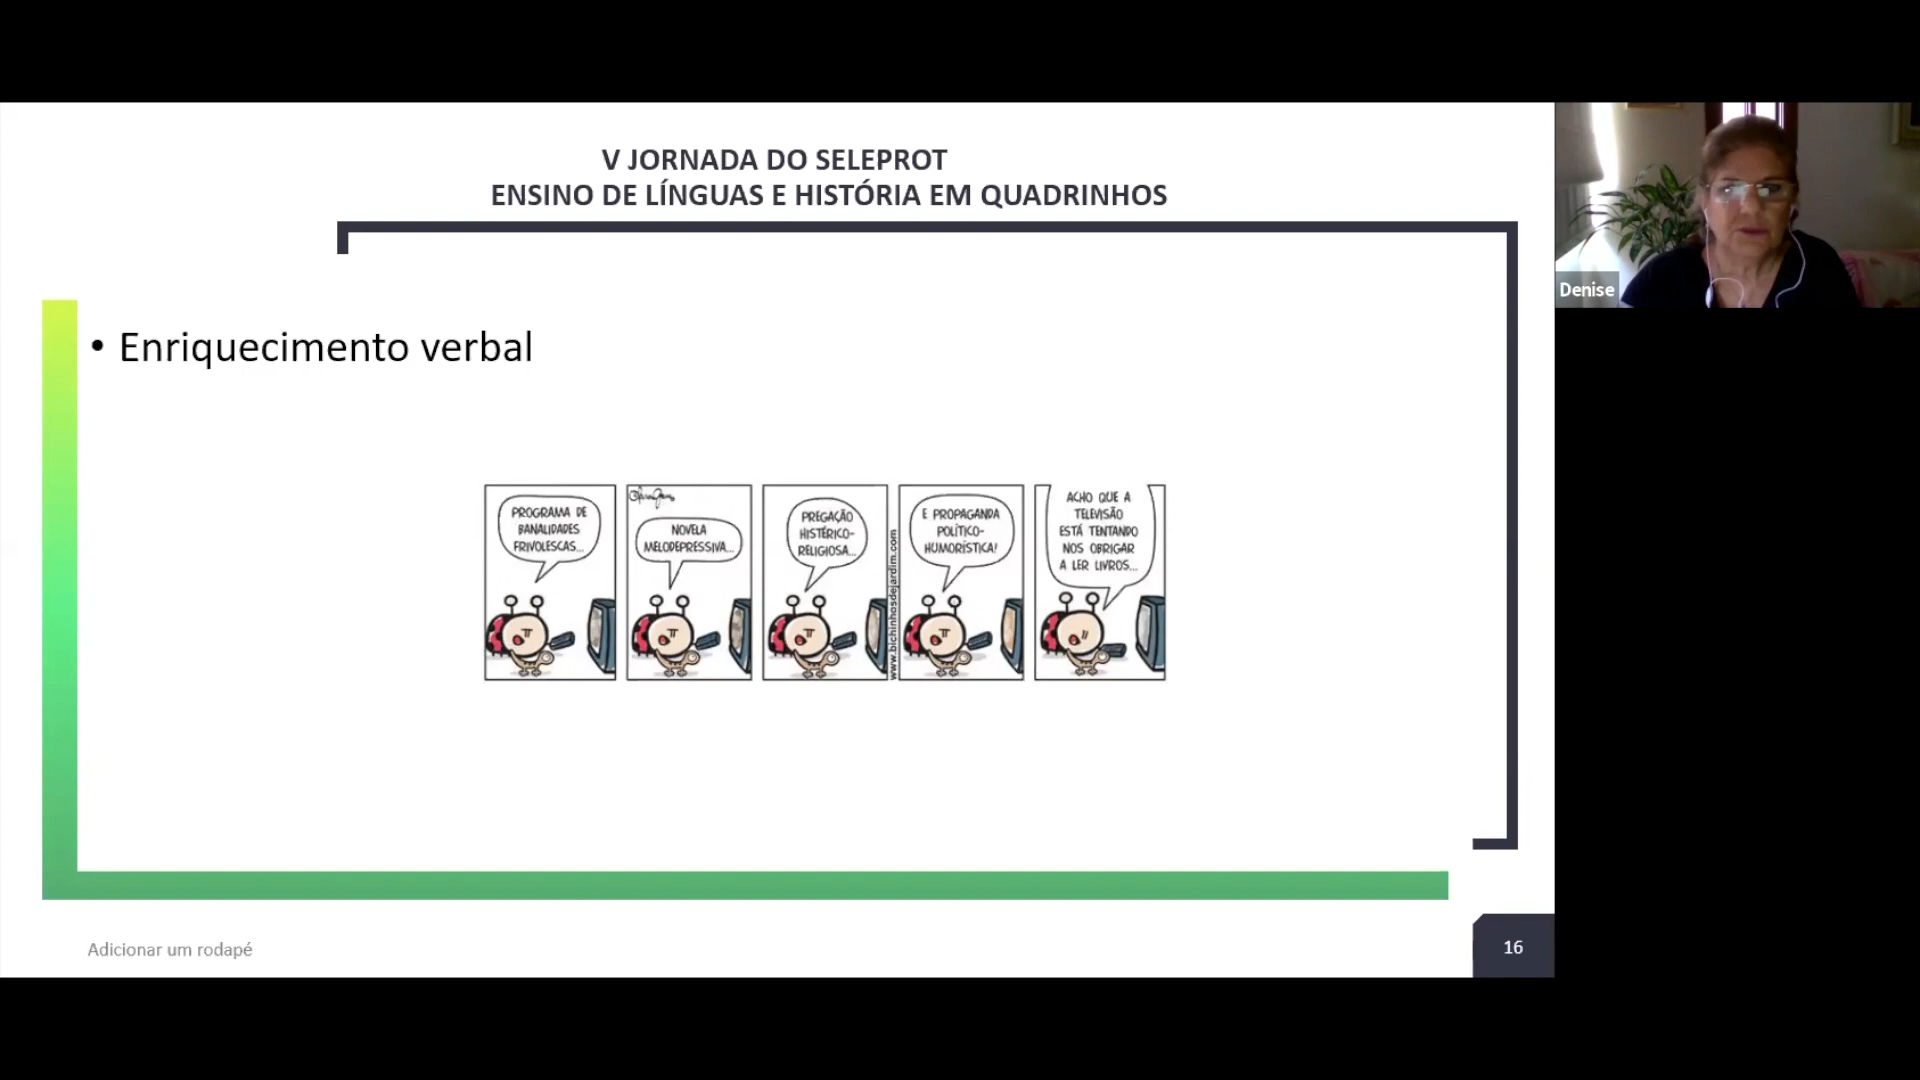 V JORNADA DO SELEPROT
ENSINO DE LÍNGUAS E HISTÓRIA EM QUADRINHOS
Denise
• Enriquecimento verbal
PROGRAMA DE
BANALIDADES
FRIVOLESCAS...
NOVELA
MELODEPRESSIVA...
PREGAÇÃO
HISTÉRICO-
RELIGIOSA...
www.bichinhosdejardim.com
E PROPAGANDA
POLÍTICO-
HUMORÍSTICA!
ACHO QUE A
TELEVISÃO
ESTÁ TENTANDO
NOS OBRIGAR
A LER LIVROS...
Adicionar um rodapé
16